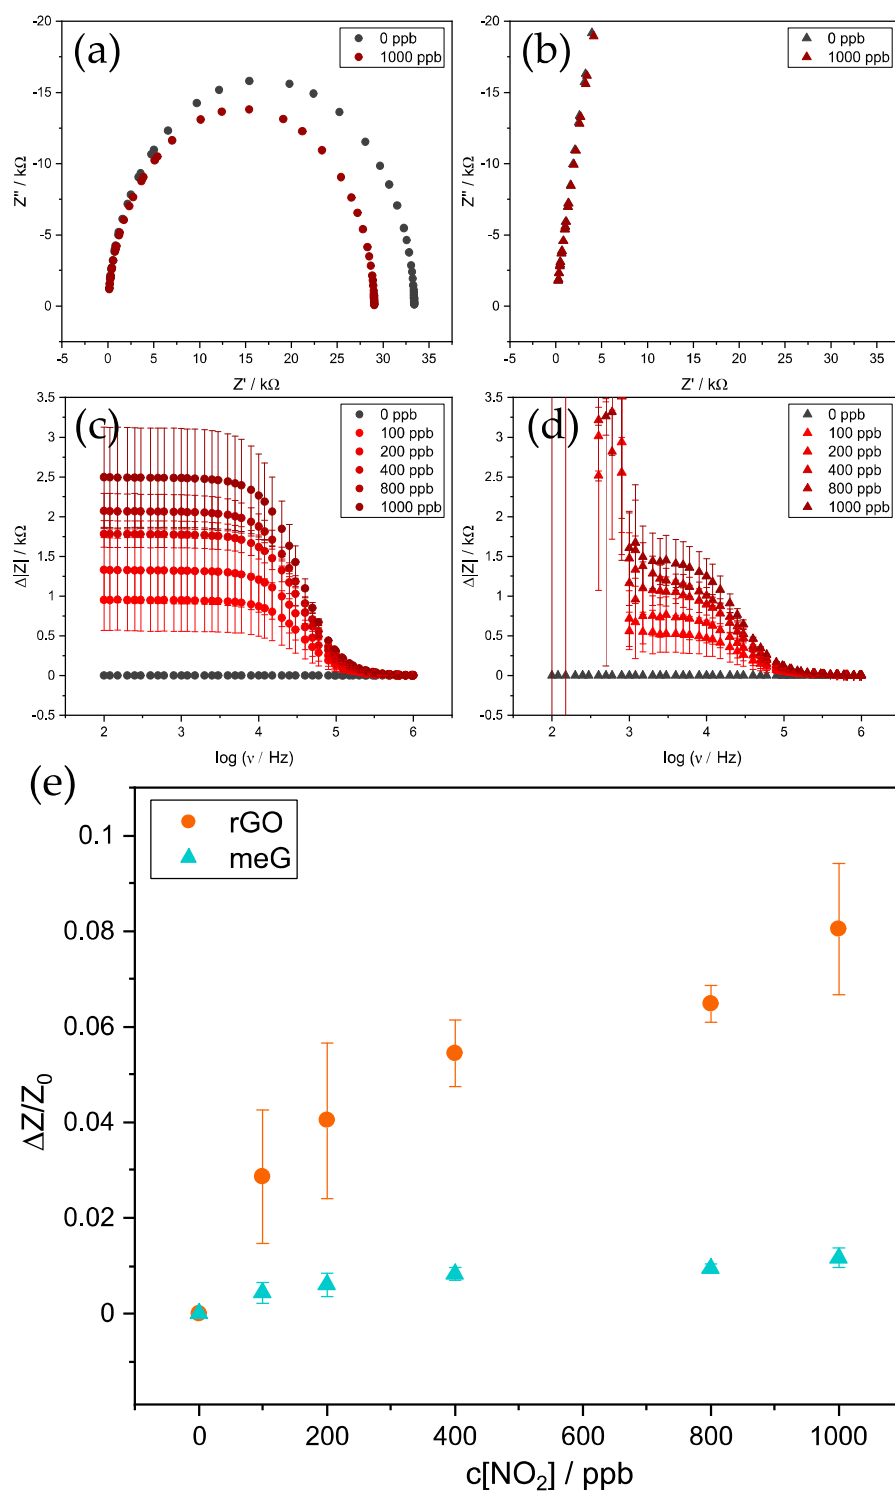 (a)
0 ppb
1000 ppb
Z'' / kΩ
-20
-15
-10
-5
0
-5 0 5 10 15 20 25 30 35
Z' / kΩ
(b)
0 ppb
1000 ppb
Z'' / kΩ
-20
-15
-10
-5
0
-5 0 5 10 15 20 25 30 35
Z' / kΩ
(c)
0 ppb
100 ppb
200 ppb
400 ppb
800 ppb
1000 ppb
Δ|Z| / kΩ
3.5
3
2.5
2
1.5
1
0.5
0
-0.5
2 3 4 5 6
log (ν / Hz)
(d)
0 ppb
100 ppb
200 ppb
400 ppb
800 ppb
1000 ppb
Δ|Z| / kΩ
3.5
3
2.5
2
1.5
1
0.5
0
-0.5
2 3 4 5 6
log (ν / Hz)
(e)
rGO
meG
ΔZ/Z₀
0.1
0.08
0.06
0.04
0.02
0
0 200 400 600 800 1000
c[NO₂] / ppb